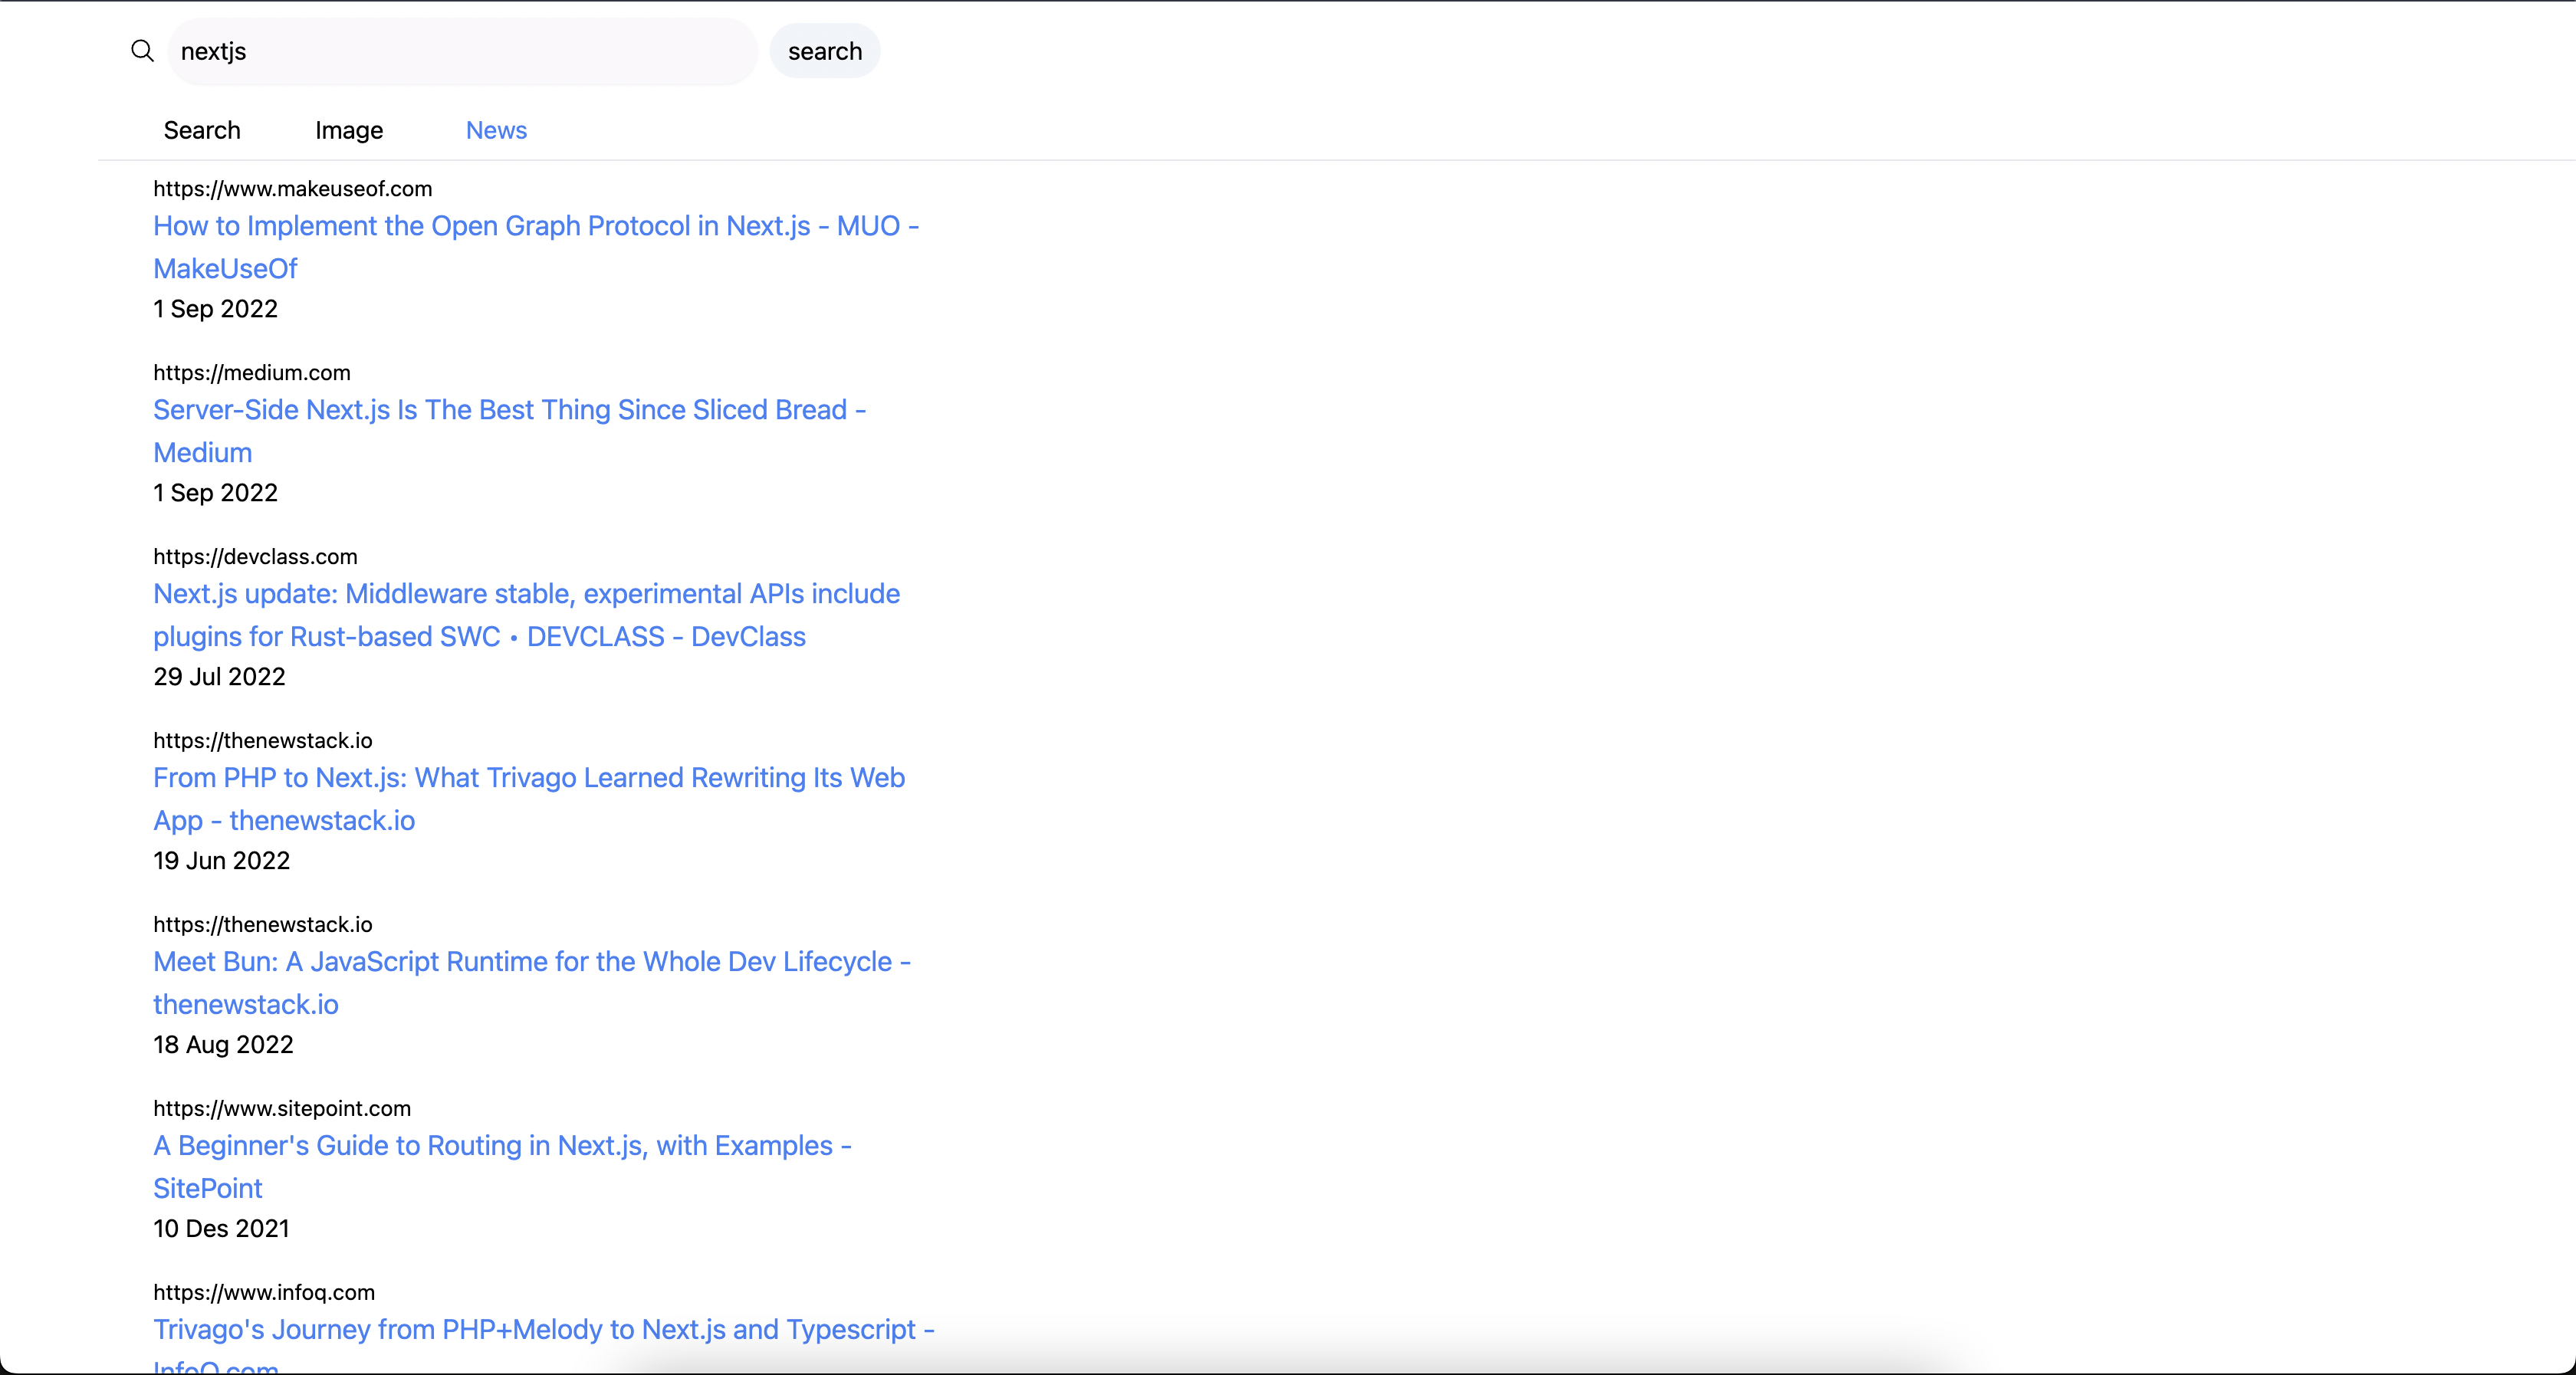 nextjs
search
Search Image News
https://www.makeuseof.com
How to Implement the Open Graph Protocol in Next.js - MUO -
MakeUseOf
1 Sep 2022
https://medium.com
Server-Side Next.js Is The Best Thing Since Sliced Bread -
Medium
1 Sep 2022
https://devclass.com
Next.js update: Middleware stable, experimental APIs include
plugins for Rust-based SWC • DEVCLASS - DevClass
29 Jul 2022
https://thenewstack.io
From PHP to Next.js: What Trivago Learned Rewriting Its Web
App - thenewstack.io
19 Jun 2022
https://thenewstack.io
Meet Bun: A JavaScript Runtime for the Whole Dev Lifecycle -
thenewstack.io
18 Aug 2022
https://www.sitepoint.com
A Beginner's Guide to Routing in Next.js, with Examples -
SitePoint
10 Des 2021
https://www.infoq.com
Trivago's Journey from PHP+Melody to Next.js and Typescript -
InfoQ.com